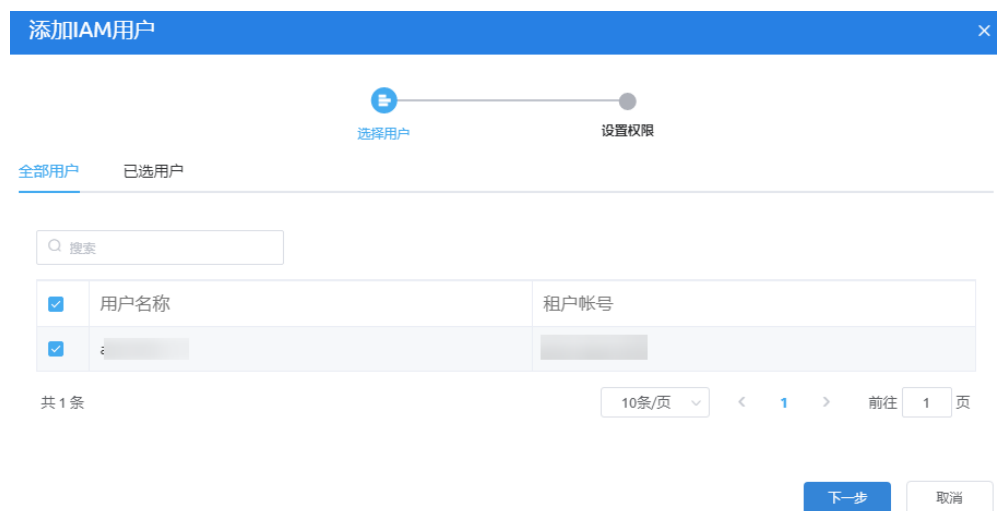 添加IAM用户
选择用户
设置权限
全部用户 已选用户
搜索
用户名称 租户帐号
共 1 条 10条/页 1 前往 1 页
下一步 取消